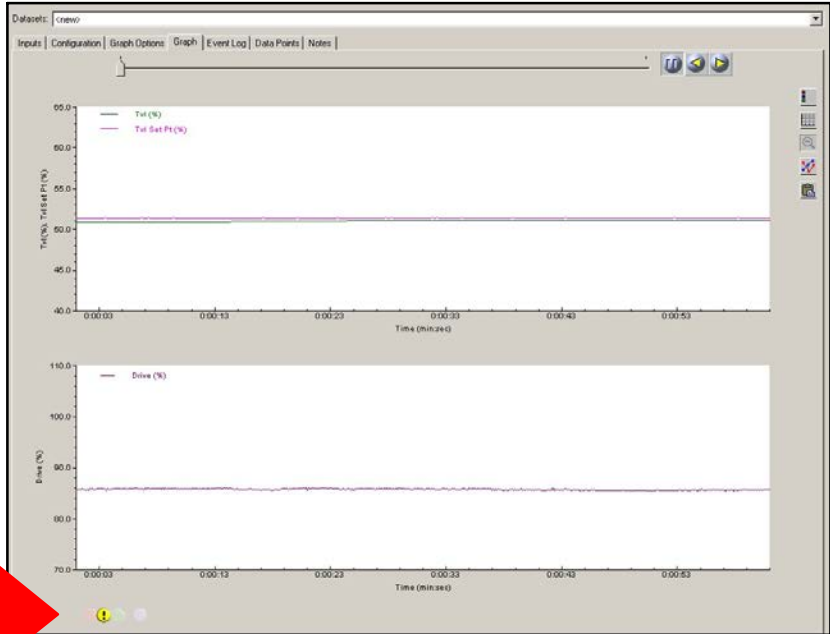 Datasets: <new>
Inputs Configuration Graph Options Graph Event Log Data Points Notes
65.0
60.0
55.0
50.0
45.0
40.0
Tvl (%), Tvl Set Pt (%)
Tvl (%)
Tvl Set Pt (%)
0:00:03 0:00:13 0:00:23 0:00:33 0:00:43 0:00:53
Time (min:sec)
110.0
100.0
90.0
80.0
70.0
Drive (%)
Drive (%)
0:00:03 0:00:13 0:00:23 0:00:33 0:00:43 0:00:53
Time (min:sec)